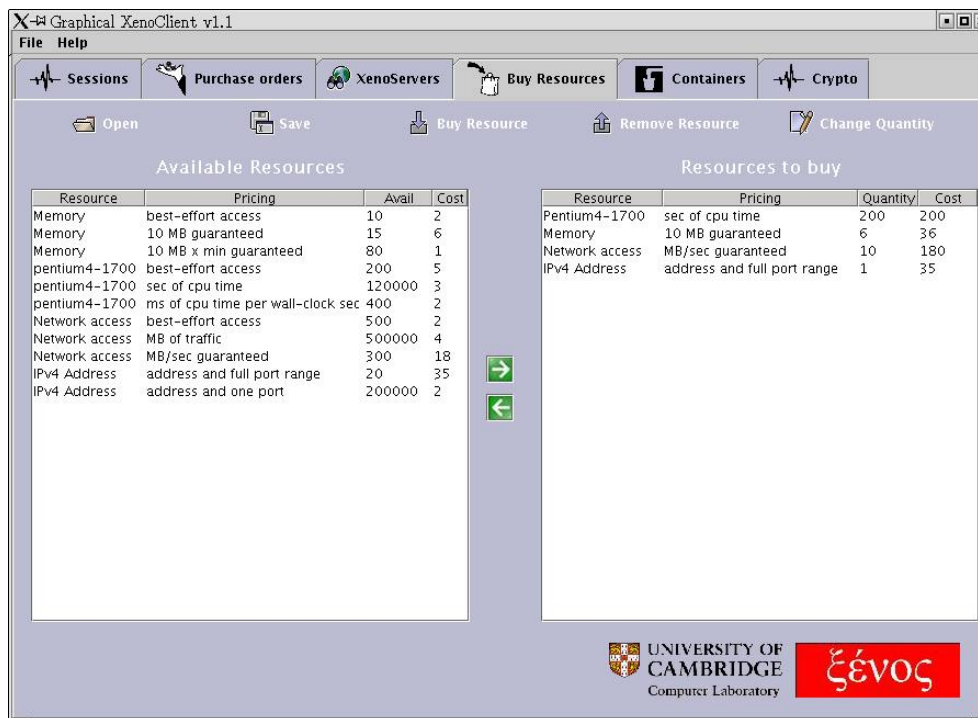 Graphical XenoClient v1.1
File Help
Sessions Purchase orders XenoServers Buy Resources Containers Crypto
Open Save Buy Resource Remove Resource Change Quantity
Available Resources
Resource Pricing Avail Cost
Memory best-effort access 10 2
Memory 10 MB guaranteed 15 6
Memory 10 MB x min guaranteed 80 1
pentium4-1700 best-effort access 200 5
pentium4-1700 sec of cpu time 120000 3
pentium4-1700 ms of cpu time per wall-clock sec 400 2
Network access best-effort access 500 2
Network access MB of traffic 500000 4
Network access MB/sec guaranteed 300 18
IPv4 Address address and full port range 20 35
IPv4 Address address and one port 200000 2
Resources to buy
Resource Pricing Quantity Cost
Pentium4-1700 sec of cpu time 200 200
Memory 10 MB guaranteed 6 36
Network access MB/sec guaranteed 10 180
IPv4 Address address and full port range 1 35
UNIVERSITY OF
CAMBRIDGE
Computer Laboratory
ξένος